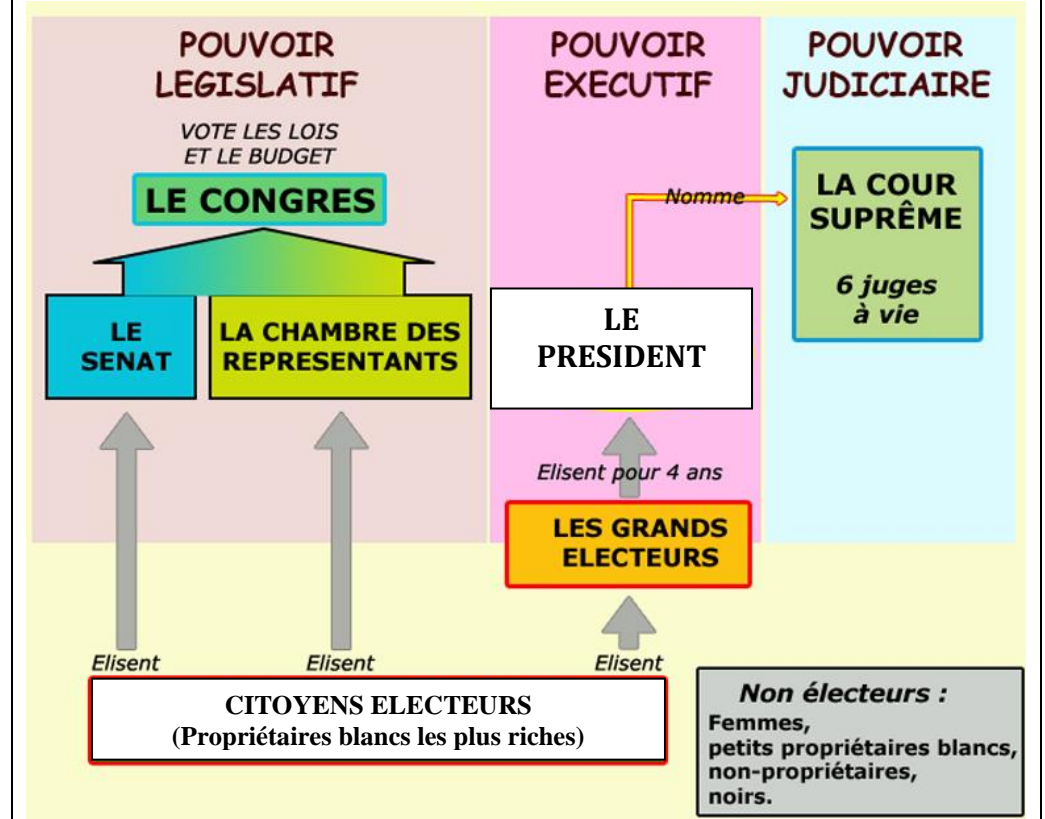 POUVOIR
LEGISLATIF
VOTE LES LOIS
ET LE BUDGET
LE CONGRES
LE
SENAT
LA CHAMBRE DES
REPRESENTANTS
POUVOIR
EXECUTIF
Nomme
LE
PRESIDENT
Elisent pour 4 ans
LES GRANDS
ELECTEURS
POUVOIR
JUDICIAIRE
LA COUR
SUPRÊME
6 juges
à vie
Elisent
Elisent
Elisent
CITOYENS ELECTEURS
(Propriétaires blancs les plus riches)
Non électeurs :
Femmes,
petits propriétaires blancs,
non-propriétaires,
noirs.